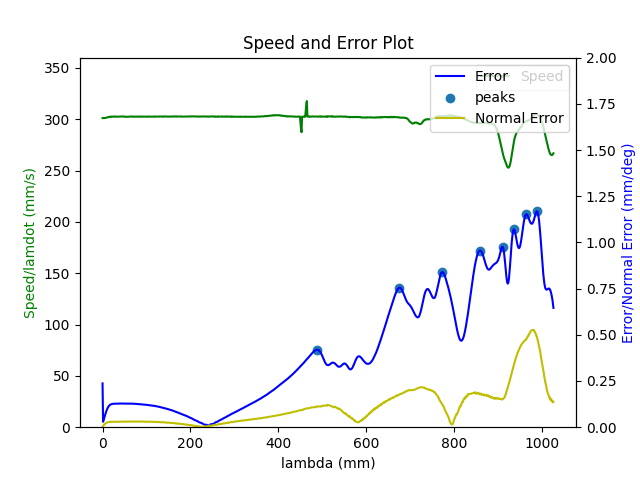 Speed and Error Plot
Speed/lamdot (mm/s)
350
300
250
200
150
100
50
0
0
200
400
600
800
1000
lambda (mm)
2.00
1.75
1.50
1.25
1.00
0.75
0.50
0.25
0.00
Error/Normal Error (mm/deg)
Error
Speed
peaks
Normal Error